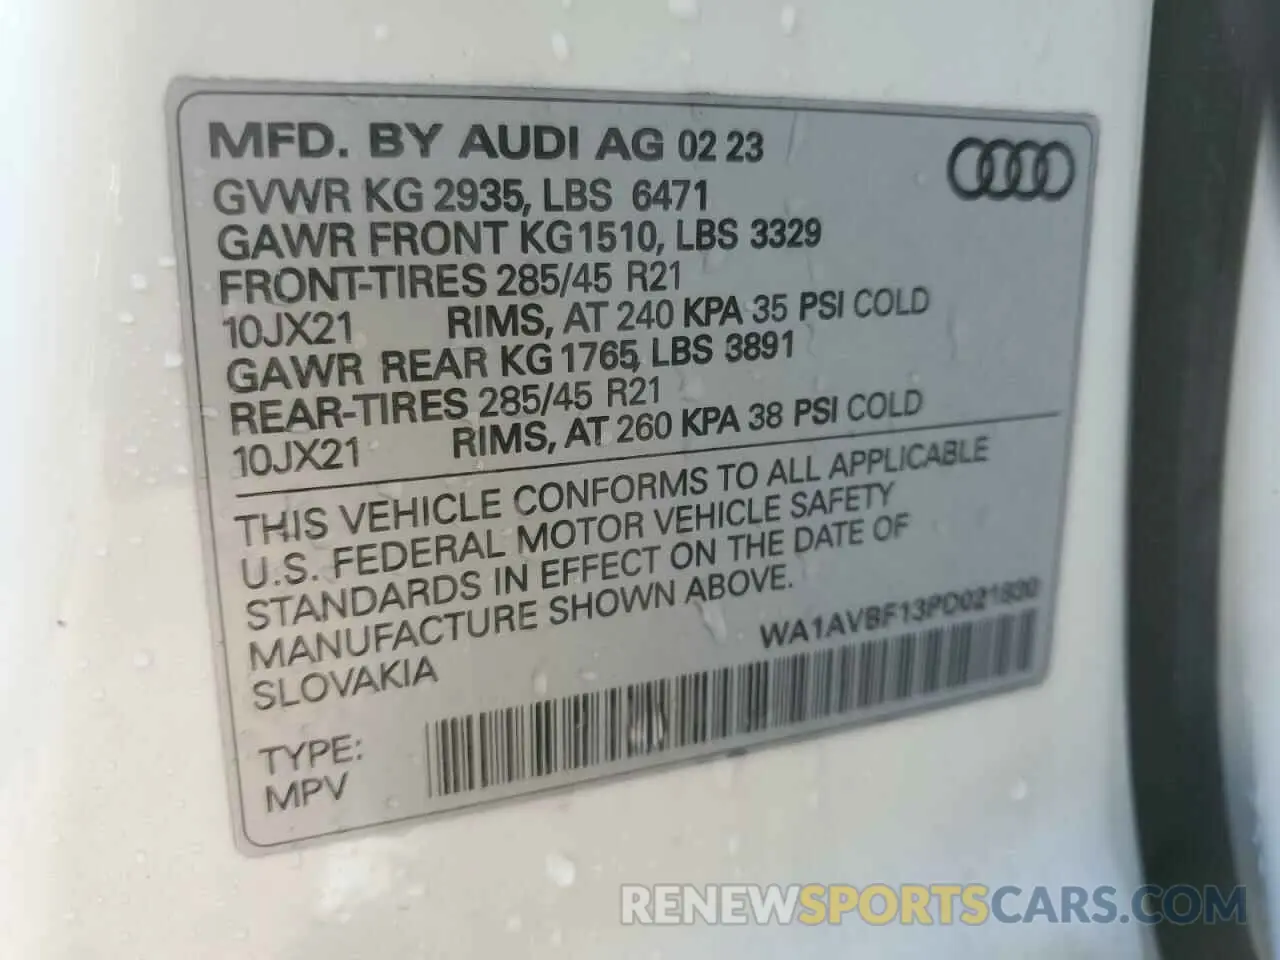 MFD. BY AUDI AG 02 23
GVWR KG 2935, LBS 6471
GAWR FRONT KG 1510, LBS 3329
FRONT-TIRES 285/45 R21
10JX21 RIMS, AT 240 KPA 35 PSI COLD
GAWR REAR KG 1765, LBS 3891
REAR-TIRES 285/45 R21
10JX21 RIMS, AT 260 KPA 38 PSI COLD
THIS VEHICLE CONFORMS TO ALL APPLICABLE
U.S. FEDERAL MOTOR VEHICLE SAFETY
STANDARDS IN EFFECT ON THE DATE OF
MANUFACTURE SHOWN ABOVE.
SLOVAKIA
TYPE:
MPV
RENEWSPORTSCARS.COM